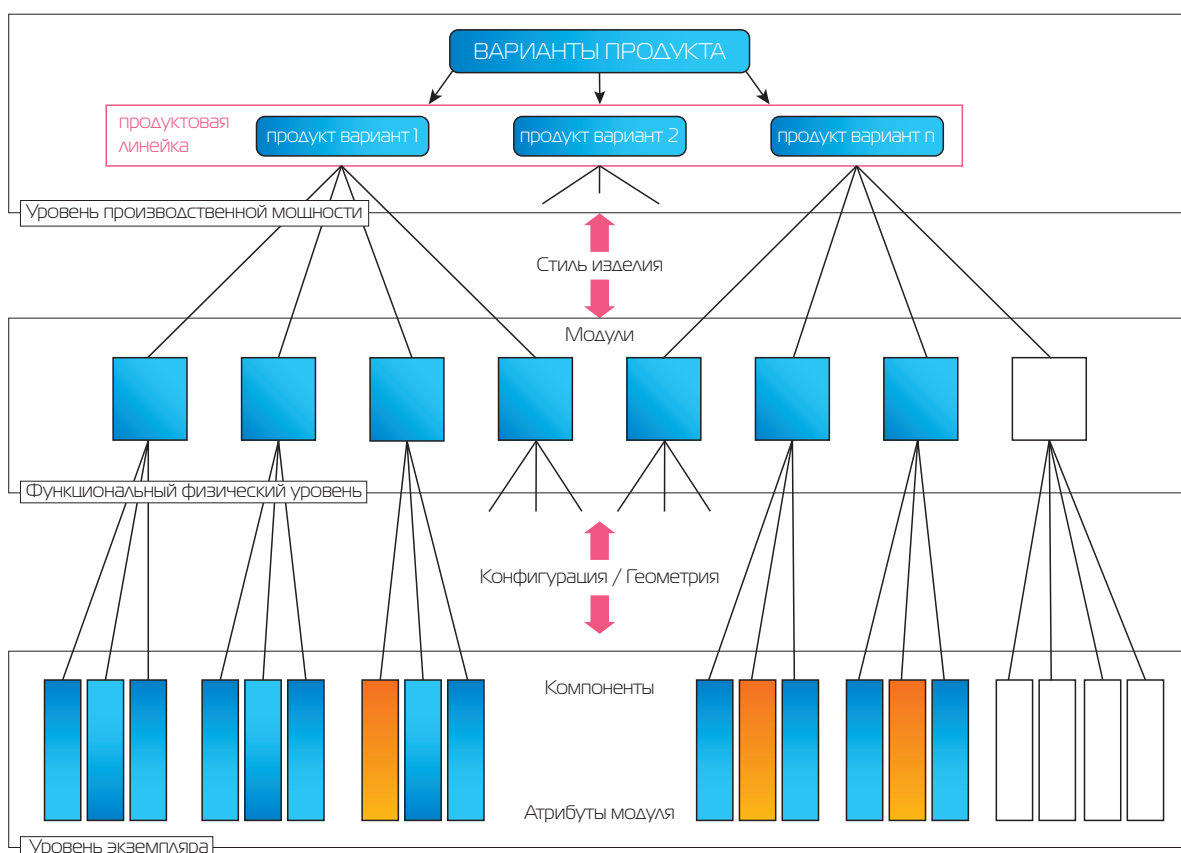 ВАРИАНТЫ ПРОДУКТА
продуктовая
линейка
продукт вариант 1
продукт вариант 2
продукт вариант n
Уровень производственной мощности
Стиль изделия
Модули
Функциональный физический уровень
Конфигурация / Геометрия
Компоненты
Атрибуты модуля
Уровень экземпляра